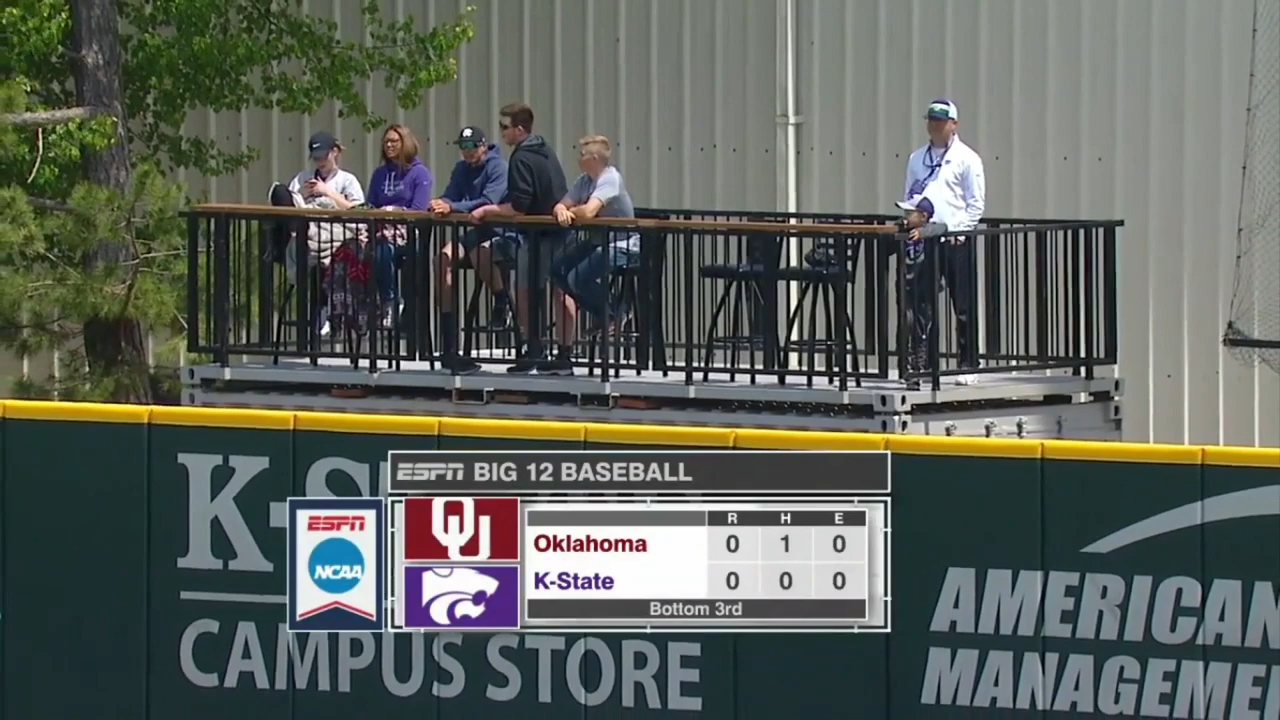 K-S
CAMPUS STORE
ESPN BIG 12 BASEBALL
ESPN
NCAA
OU
R H E
Oklahoma 0 1 0
K-State 0 0 0
Bottom 3rd
AMERICAN